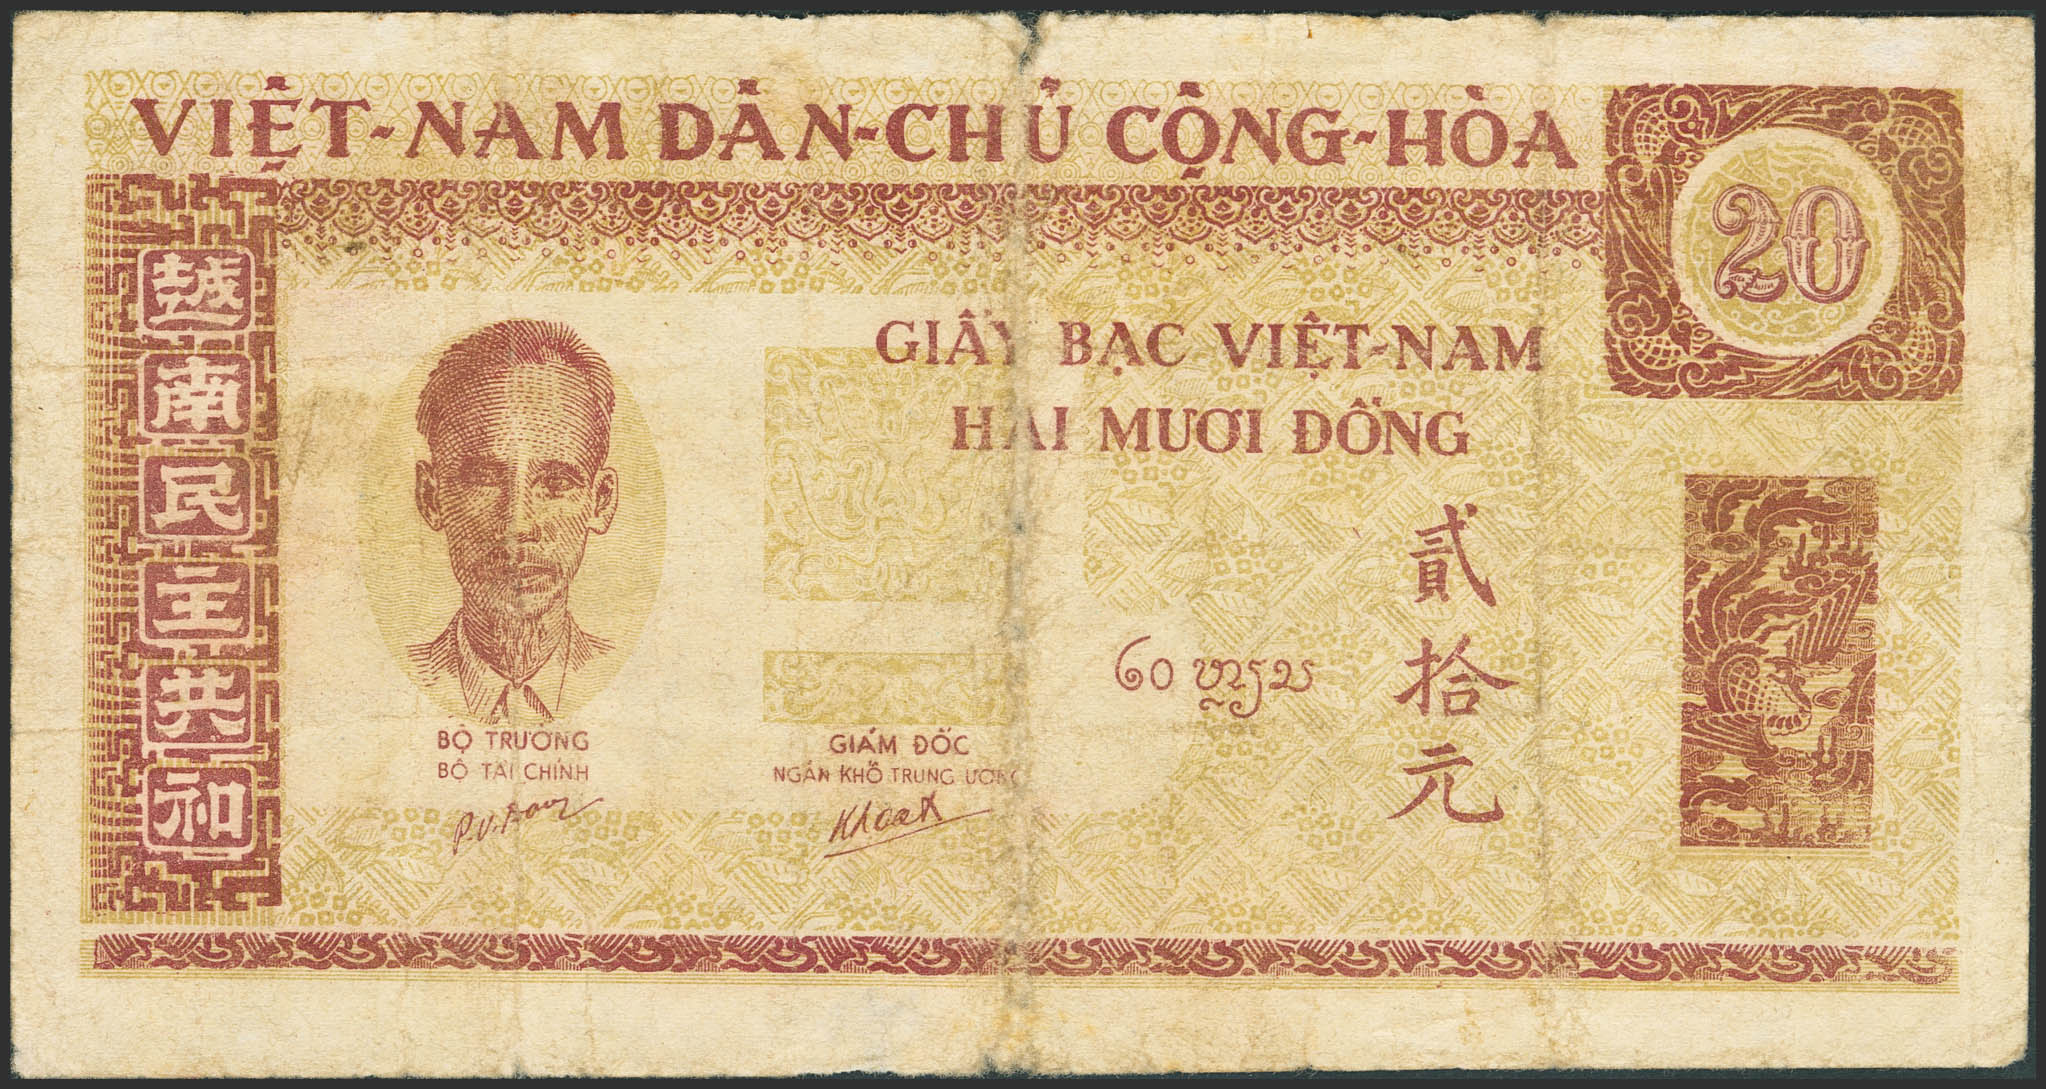 VIỆT-NAM DÂN-CHỦ CỘNG-HÒA
20
越南民主共和
GIẤY BẠC VIỆT-NAM
HAI MƯƠI ĐỒNG
貳拾元
BỘ TRƯỞNG
BỘ TÀI CHÍNH
GIÁM ĐỐC
NGÂN KHỐ TRUNG ƯƠNG